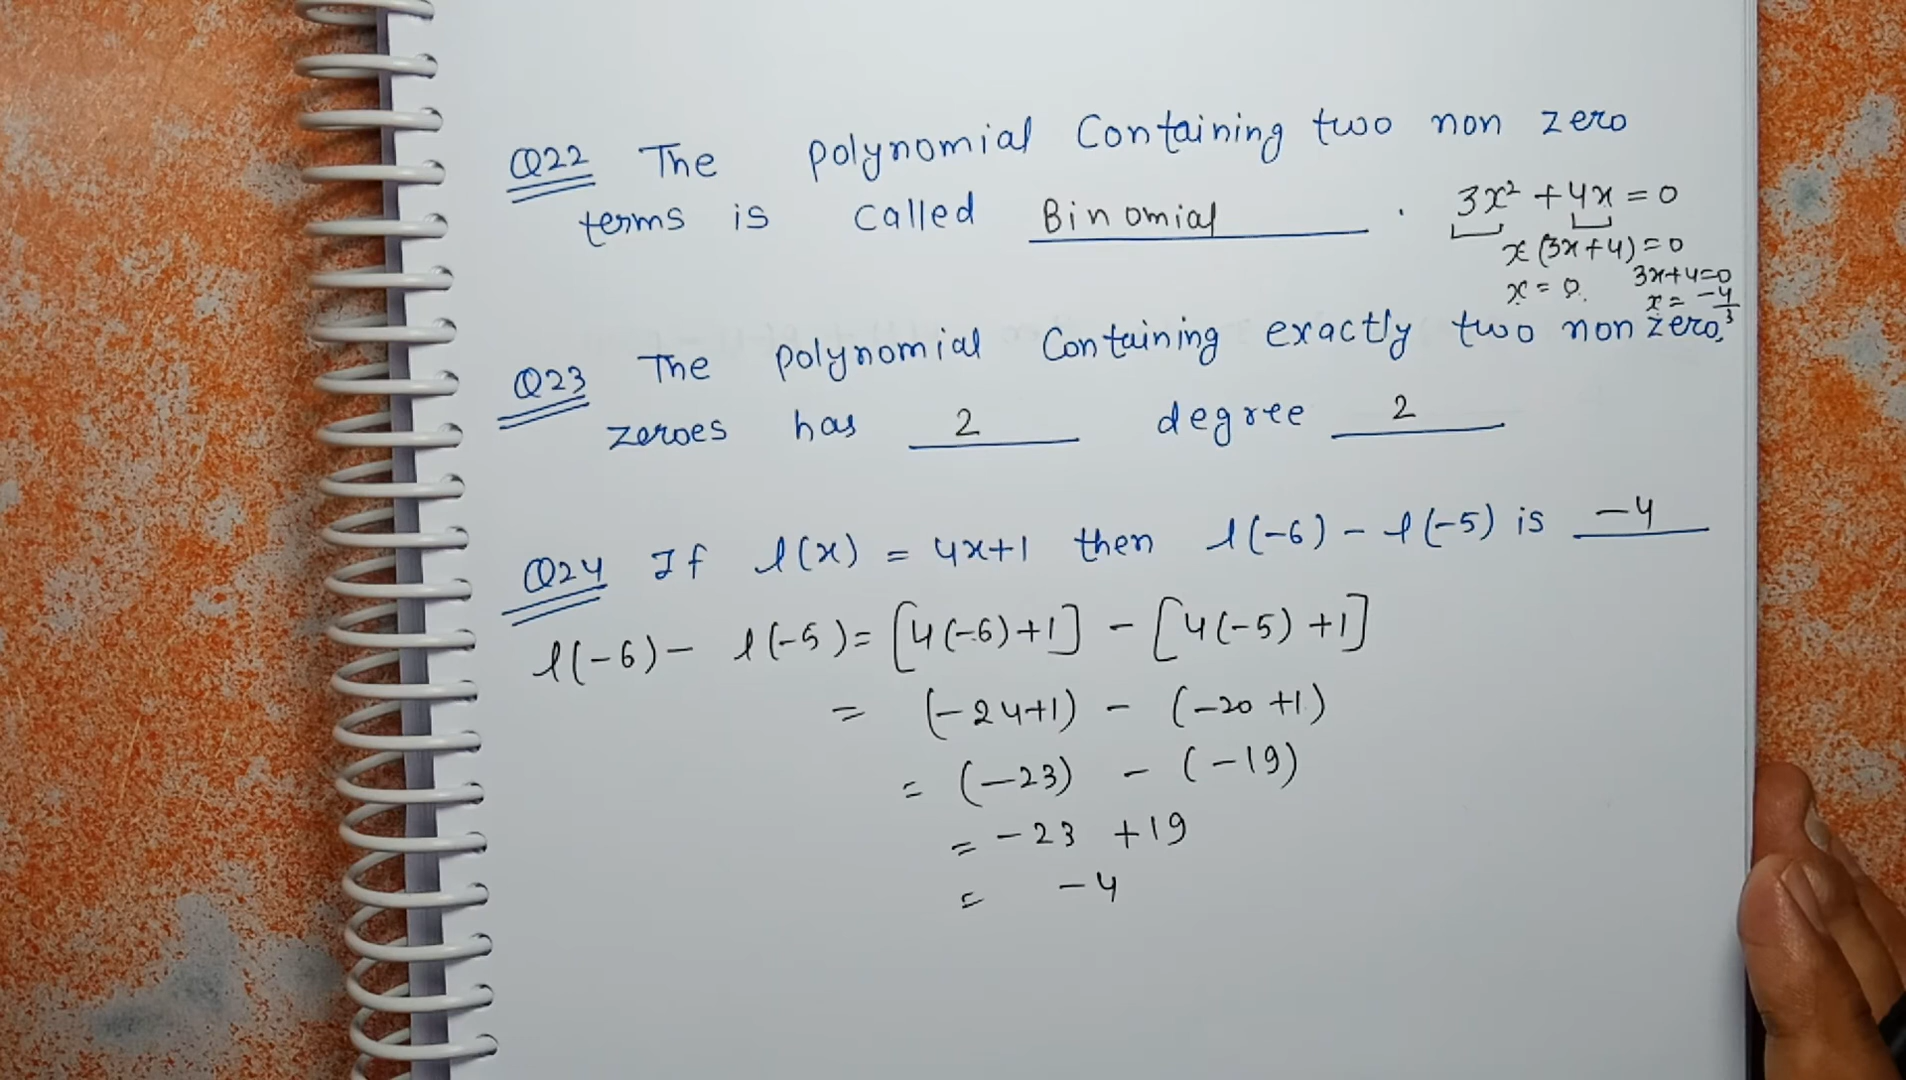 Q22 The polynomial Containing two non zero
terms is called Binomial .
3x² + 4x = 0
x(3x+4)=0
x = 0. 3x+4=0
x = -4/3
Q23 The polynomial Containing exactly two non zero,
zeroes has 2 degree 2
Q24 If l(x) = 4x+1 then l(-6) - l(-5) is -4
l(-6) - l(-5) = [4(-6)+1] - [4(-5)+1]
= (-24+1) - (-20+1)
= (-23) - (-19)
= -23 +19
= -4